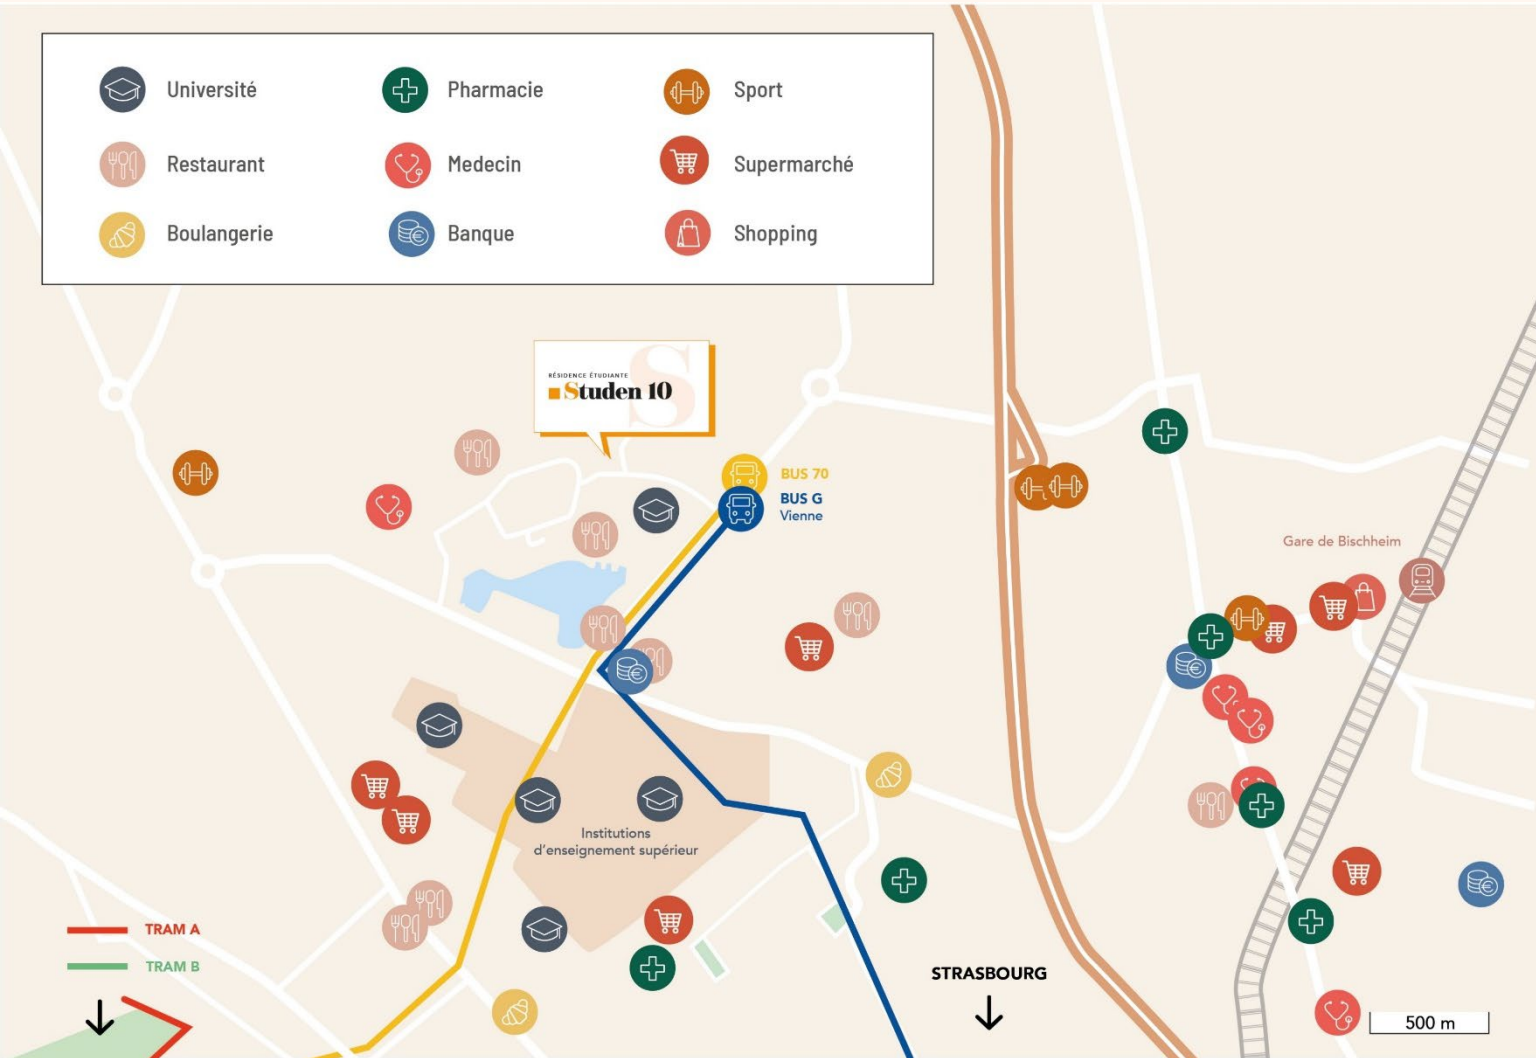 Université
Pharmacie
Sport
Restaurant
Medecin
Supermarché
Boulangerie
Banque
Shopping
RÉSIDENCE ÉTUDIANTE
Studen 10
BUS 70
BUS G
Vienne
Gare de Bischheim
Institutions
d'enseignement supérieur
TRAM A
TRAM B
STRASBOURG
500 m